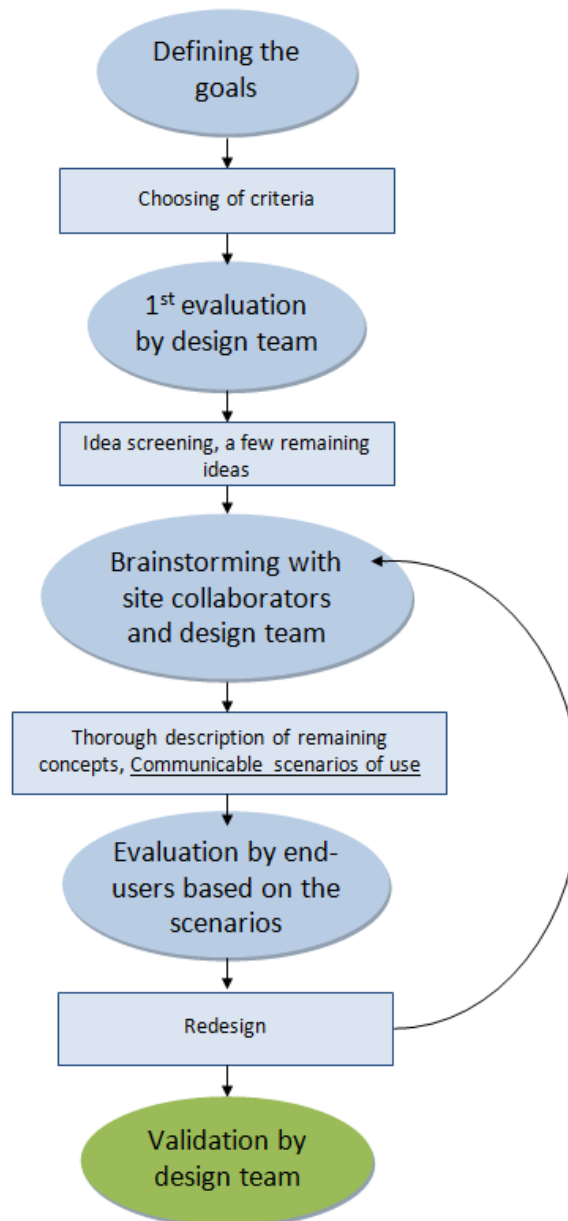 Defining the
goals
Choosing of criteria
1st evaluation
by design team
Idea screening, a few remaining
ideas
Brainstorming with
site collaborators
and design team
Thorough description of remaining
concepts, Communicable scenarios of use
Evaluation by end-
users based on the
scenarios
Redesign
Validation by
design team